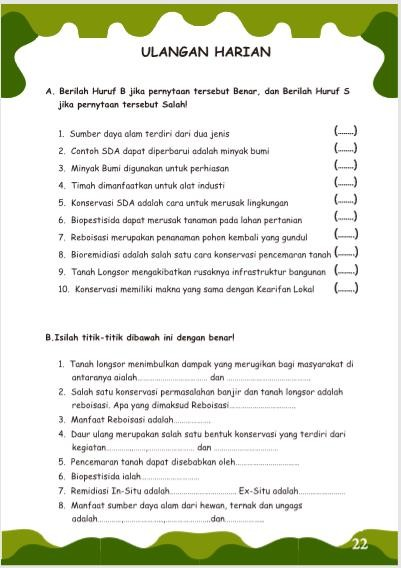 ULANGAN HARIAN
A. Berilah Huruf B jika pernytaan tersebut Benar, dan Berilah Huruf S
jika pernytaan tersebut Salah!
1. Sumber daya alam terdiri dari dua jenis (........)
2. Contoh SDA dapat diperbarui adalah minyak bumi (........)
3. Minyak Bumi digunakan untuk perhiasan (........)
4. Timah dimanfaatkan untuk alat industi (........)
5. Konservasi SDA adalah cara untuk merusak lingkungan (........)
6. Biopestisida dapat merusak tanaman pada lahan pertanian (........)
7. Reboisasi merupakan penanaman pohon kembali yang gundul (........)
8. Bioremidiasi adalah salah satu cara konservasi pencemaran tanah (........)
9. Tanah Longsor mengakibatkan rusaknya infrastruktur bangunan (........)
10. Konservasi memiliki makna yang sama dengan Kearifan Lokal (........)
B.Isilah titik-titik dibawah ini dengan benar!
1. Tanah longsor menimbulkan dampak yang merugikan bagi masyarakat di
antaranya aialah.............................. dan ....................................
2. Salah satu konservasi permasalahan banjir dan tanah longsor adalah
reboisasi. Apa yang dimaksud Reboisasi.............................
3. Manfaat Reboisasi adalah................
4. Daur ulang merupakan salah satu bentuk konservasi yang terdiri dari
kegiatan............,......,.................... dan ............................
5. Pencemaran tanah dapat disebabkan oleh............................
6. Biopestisida ialah.........................
7. Remidiasi In-Situ adalah............................. Ex-Situ adalah....................
8. Manfaat sumber daya alam dari hewan, ternak dan ungags
adalah...........,.................,...................dan.................
22